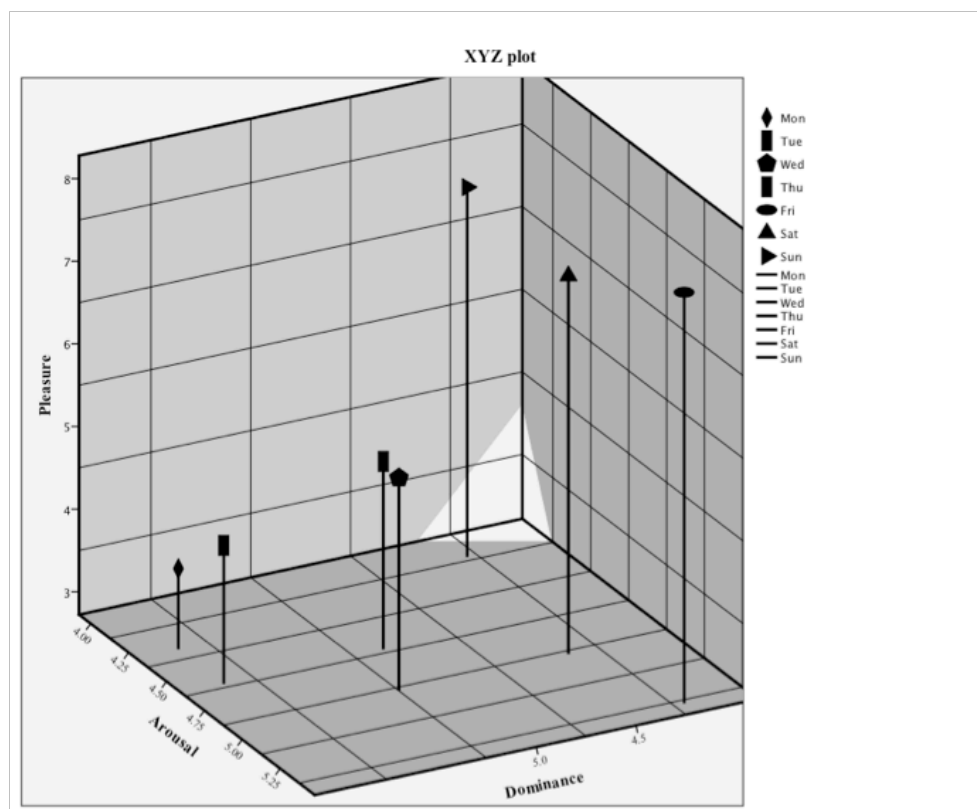 XYZ plot
Mon
Tue
Wed
Thu
Fri
Sat
Sun
Mon
Tue
Wed
Thu
Fri
Sat
Sun
8
7
6
5
4
3
Pleasure
4.00
4.25
4.50
4.75
5.00
5.25
Arousal
5.0
4.5
Dominance